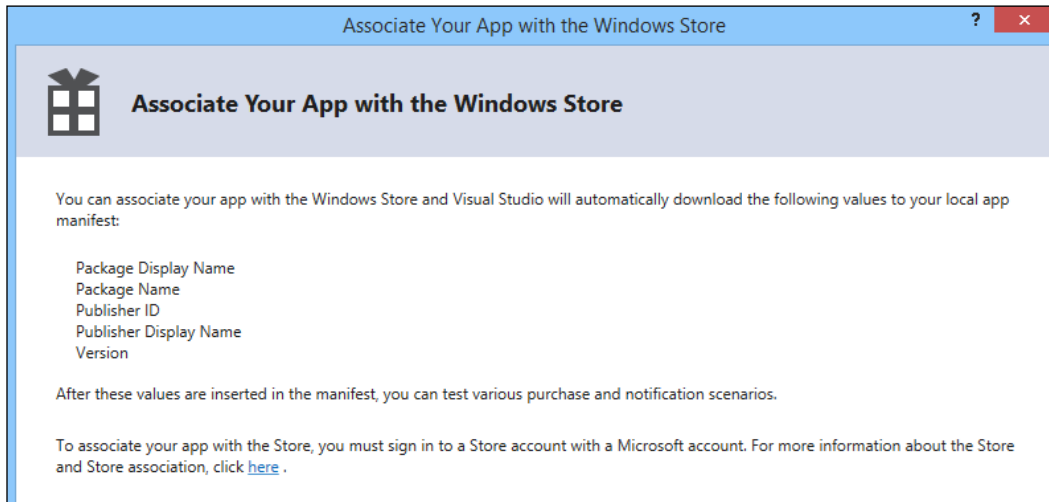 Associate Your App with the Windows Store
? ×
Associate Your App with the Windows Store
You can associate your app with the Windows Store and Visual Studio will automatically download the following values to your local app
manifest:
Package Display Name
Package Name
Publisher ID
Publisher Display Name
Version
After these values are inserted in the manifest, you can test various purchase and notification scenarios.
To associate your app with the Store, you must sign in to a Store account with a Microsoft account. For more information about the Store
and Store association, click here .